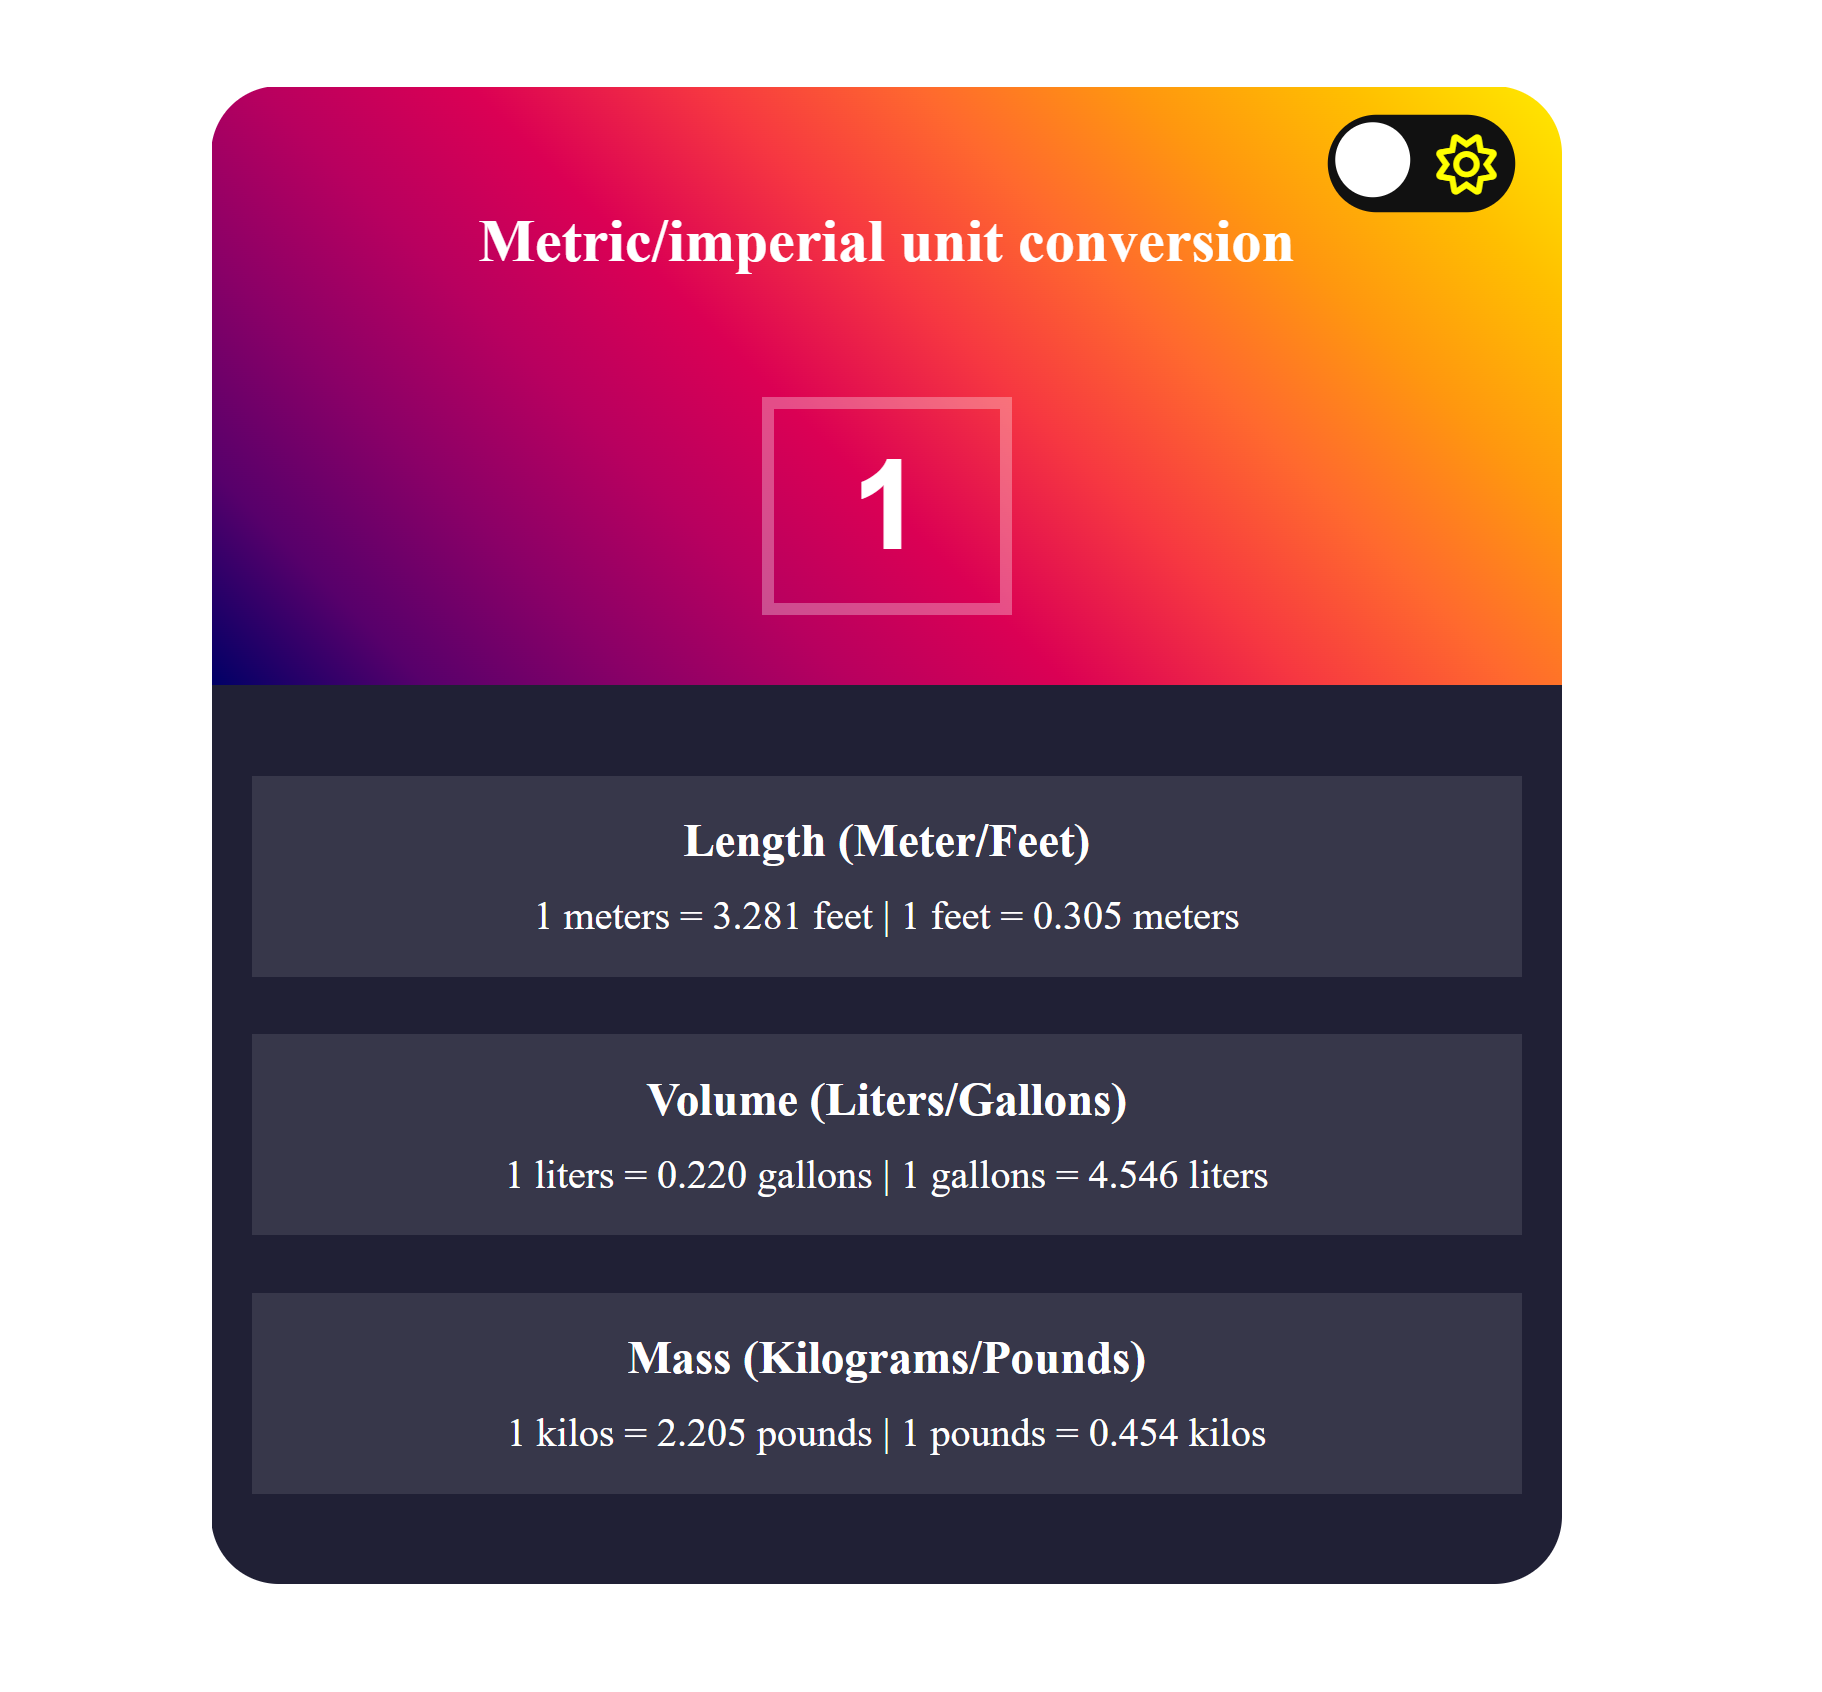 Metric/imperial unit conversion
1
Length (Meter/Feet)
1 meters = 3.281 feet | 1 feet = 0.305 meters
Volume (Liters/Gallons)
1 liters = 0.220 gallons | 1 gallons = 4.546 liters
Mass (Kilograms/Pounds)
1 kilos = 2.205 pounds | 1 pounds = 0.454 kilos